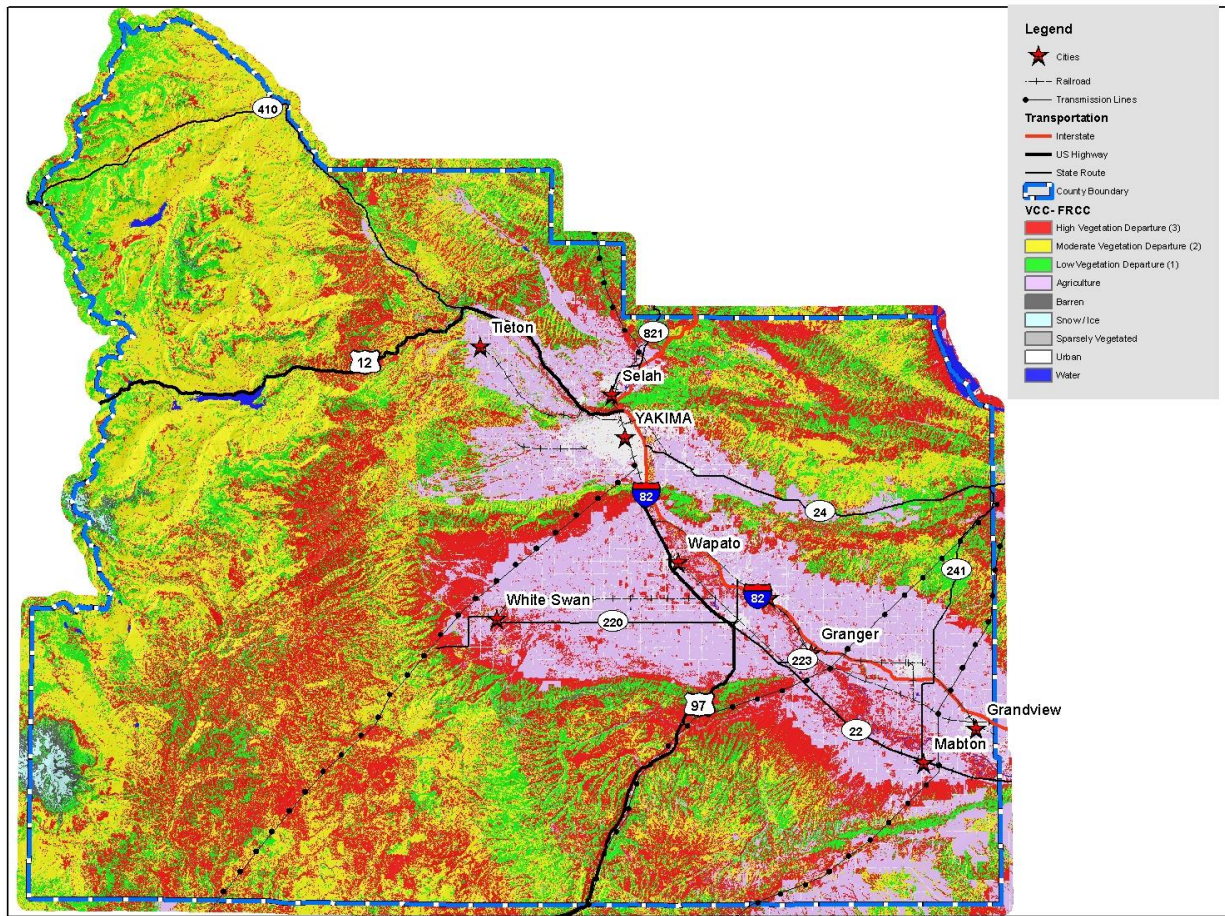 Legend
Cities
Railroad
Transmission Lines
Transportation
Interstate
US Highway
State Route
County Boundary
VCC- FRCC
High Vegetation Departure (3)
Moderate Vegetation Departure (2)
Low Vegetation Departure (1)
Agriculture
Barren
Snow/Ice
Sparsely Vegetated
Urban
Water
410
821
Tieton
12
Selah
YAKIMA
82
24
Wapato
241
White Swan
82
220
Granger
223
97
Grandview
22
Mabton